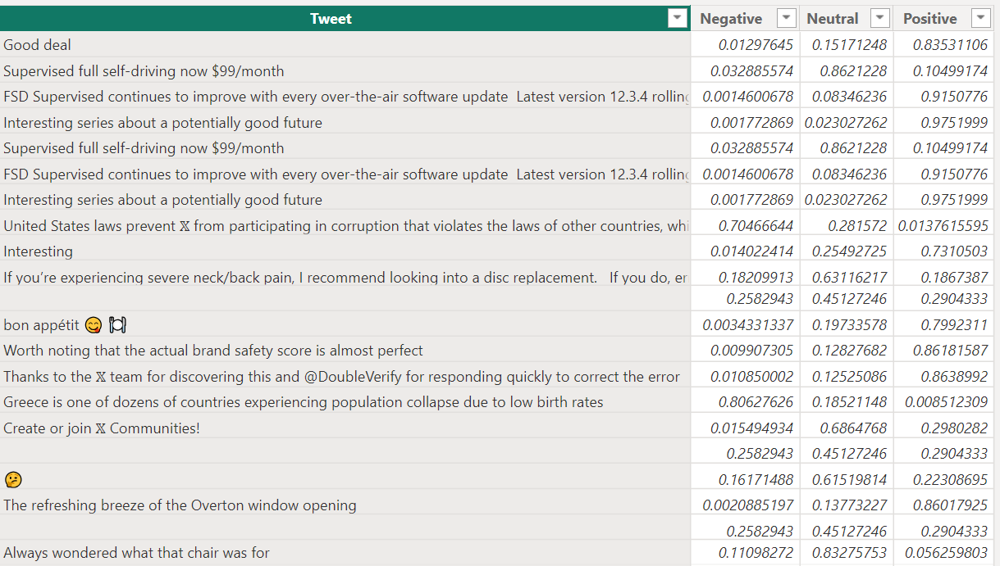 Tweet Negative Neutral Positive
Good deal 0.01297645 0.15171248 0.83531106
Supervised full self-driving now $99/month 0.032885574 0.8621228 0.10499174
FSD Supervised continues to improve with every over-the-air software update  Latest version 12.3.4 rolling 0.0014600678 0.08346236 0.9150776
Interesting series about a potentially good future 0.001772869 0.023027262 0.9751999
Supervised full self-driving now $99/month 0.032885574 0.8621228 0.10499174
FSD Supervised continues to improve with every over-the-air software update  Latest version 12.3.4 rolling 0.0014600678 0.08346236 0.9150776
Interesting series about a potentially good future 0.001772869 0.023027262 0.9751999
United States laws prevent 𝕏 from participating in corruption that violates the laws of other countries, whi 0.70466644 0.281572 0.0137615595
Interesting 0.014022414 0.25492725 0.7310503
If you’re experiencing severe neck/back pain, I recommend looking into a disc replacement.   If you do, er 0.18209913 0.63116217 0.1867387
0.2582943 0.45127246 0.2904333
bon appétit 😋 🍽 0.0034331337 0.19733578 0.7992311
Worth noting that the actual brand safety score is almost perfect 0.009907305 0.12827682 0.86181587
Thanks to the 𝕏 team for discovering this and @DoubleVerify for responding quickly to correct the error 0.010850002 0.12525086 0.8638992
Greece is one of dozens of countries experiencing population collapse due to low birth rates 0.80627626 0.18521148 0.008512309
Create or join 𝕏 Communities! 0.015494934 0.6864768 0.2980282
0.2582943 0.45127246 0.2904333
🤔 0.16171488 0.61519814 0.22308695
The refreshing breeze of the Overton window opening 0.0020885197 0.13773227 0.86017925
0.2582943 0.45127246 0.2904333
Always wondered what that chair was for 0.11098272 0.83275753 0.056259803